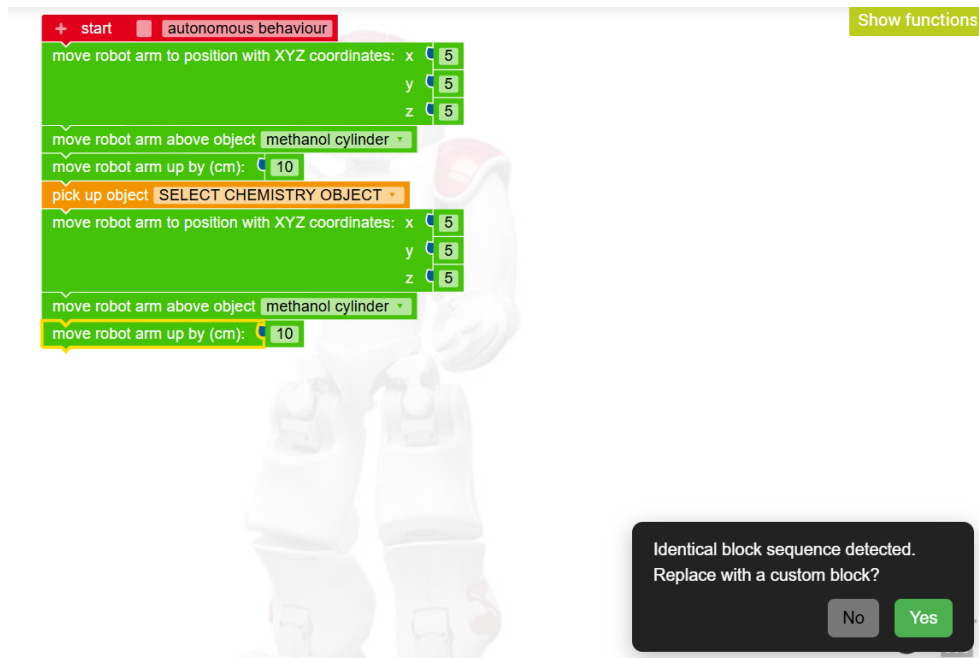 Show functions
+ start autonomous behaviour
move robot arm to position with XYZ coordinates: x 5
y 5
z 5
move robot arm above object methanol cylinder
move robot arm up by (cm): 10
pick up object SELECT CHEMISTRY OBJECT
move robot arm to position with XYZ coordinates: x 5
y 5
z 5
move robot arm above object methanol cylinder
move robot arm up by (cm): 10
Identical block sequence detected.
Replace with a custom block?
No Yes